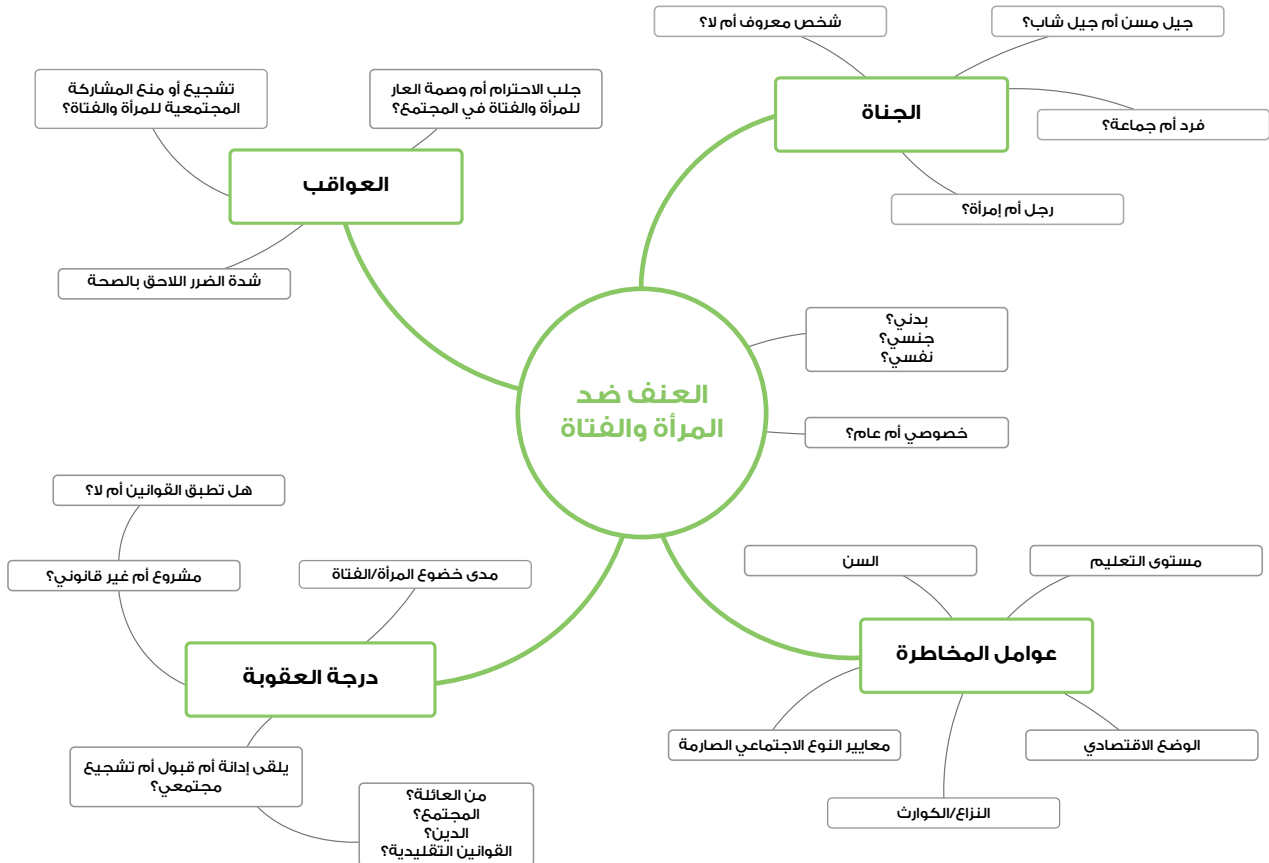 العنف ضد
المرأة والفتاة
الجناة
شخص معروف أم لا؟
جيل مسن أم جيل شاب؟
فرد أم جماعة؟
رجل أم إمرأة؟
بدني؟
جنسي؟
نفسي؟
خصوصي أم عام؟
عوامل المخاطرة
السن
مستوى التعليم
معايير النوع الاجتماعي الصارمة
الوضع الاقتصادي
النزاع/الكوارث
العواقب
جلب الاحترام أم وصمة العار
للمرأة والفتاة في المجتمع؟
تشجيع أو منع المشاركة
المجتمعية للمرأة والفتاة؟
شدة الضرر اللاحق بالصحة
درجة العقوبة
مدى خضوع المرأة/الفتاة
هل تطبق القوانين أم لا؟
مشروع أم غير قانوني؟
يلقى إدانة أم قبول أم تشجيع
مجتمعي؟
من العائلة؟
المجتمع؟
الدين؟
القوانين التقليدية؟